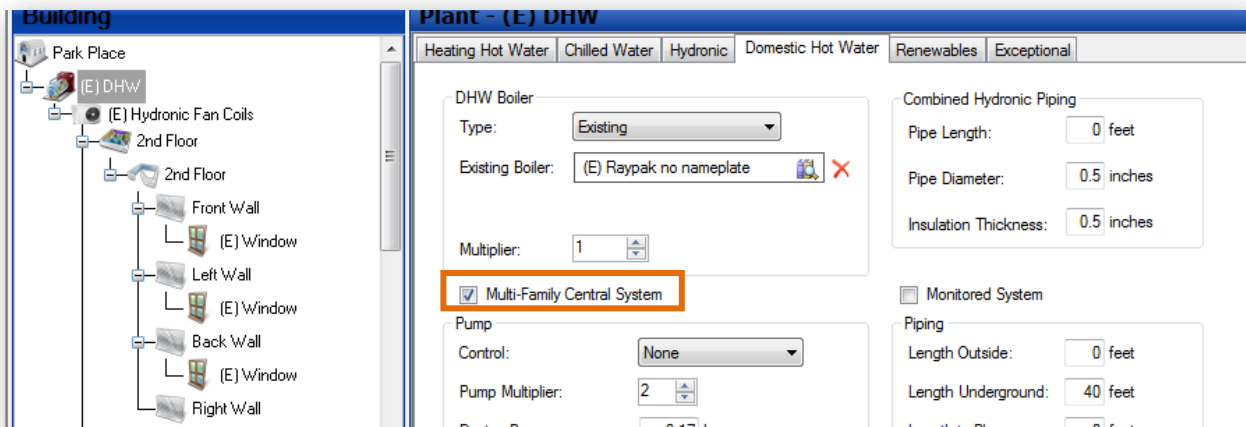 Building
Park Place
(E) DHW
(E) Hydronic Fan Coils
2nd Floor
2nd Floor
Front Wall
(E) Window
Left Wall
(E) Window
Back Wall
(E) Window
Right Wall
Plant - (E) DHW
Heating Hot Water Chilled Water Hydronic Domestic Hot Water Renewables Exceptional
DHW Boiler
Type: Existing
Existing Boiler: (E) Raypak no nameplate
Multiplier: 1
Combined Hydronic Piping
Pipe Length: 0 feet
Pipe Diameter: 0.5 inches
Insulation Thickness: 0.5 inches
Multi-Family Central System
Monitored System
Pump
Control: None
Pump Multiplier: 2
Piping
Length Outside: 0 feet
Length Underground: 40 feet